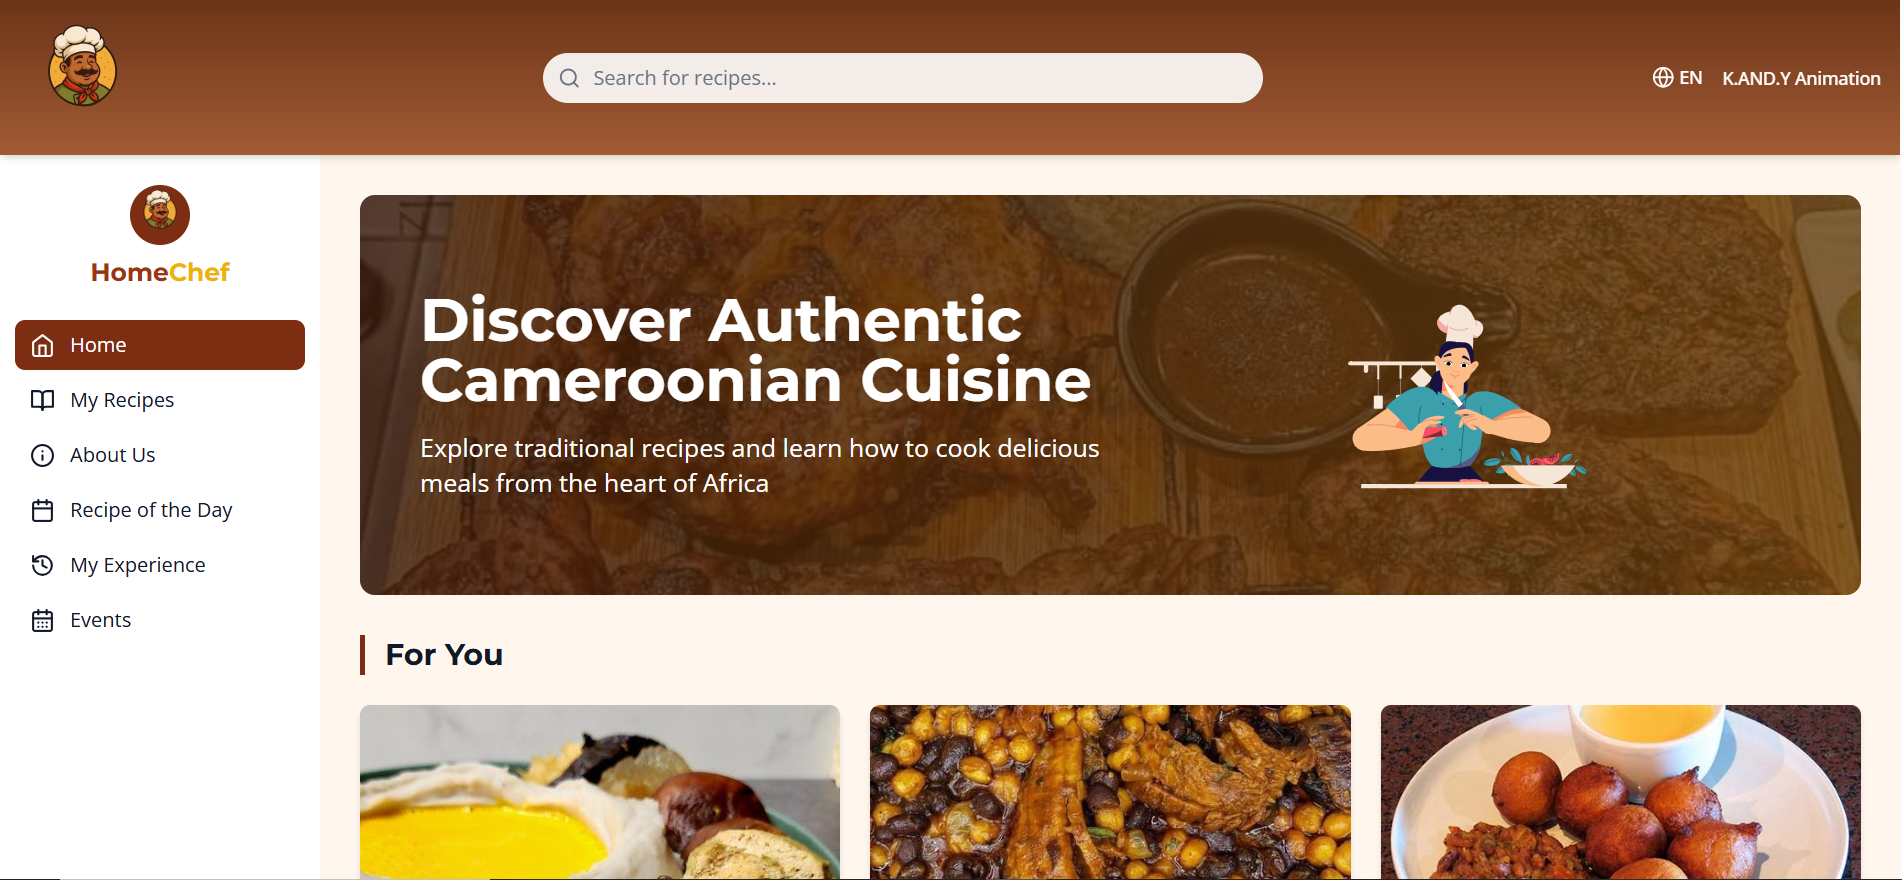 Search for recipes...
EN
K.AND.Y Animation
HomeChef
Home
My Recipes
About Us
Recipe of the Day
My Experience
Events
Discover Authentic
Cameroonian Cuisine
Explore traditional recipes and learn how to cook delicious
meals from the heart of Africa
For You